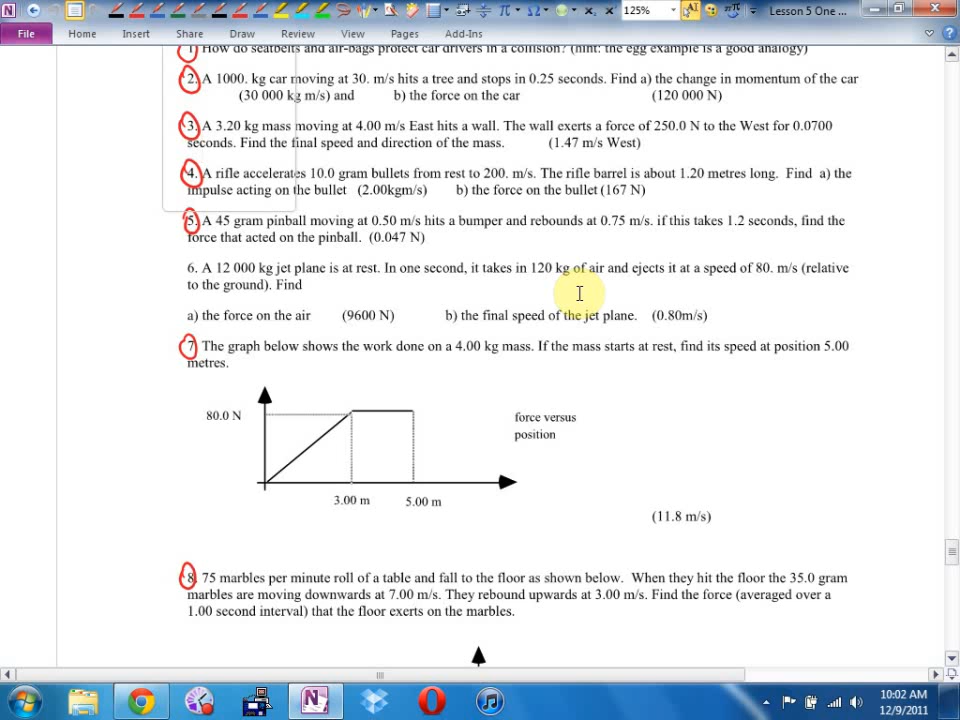 125%
Lesson 5 One ...
File Home Insert Share Draw Review View Pages Add-Ins
1) How do seatbelts and air-bags protect car drivers in a collision? (hint: the egg example is a good analogy)
2. A 1000. kg car moving at 30. m/s hits a tree and stops in 0.25 seconds. Find a) the change in momentum of the car
(30 000 kg m/s) and b) the force on the car (120 000 N)
3. A 3.20 kg mass moving at 4.00 m/s East hits a wall. The wall exerts a force of 250.0 N to the West for 0.0700
seconds. Find the final speed and direction of the mass. (1.47 m/s West)
4. A rifle accelerates 10.0 gram bullets from rest to 200. m/s. The rifle barrel is about 1.20 metres long. Find a) the
impulse acting on the bullet (2.00kgm/s) b) the force on the bullet (167 N)
5. A 45 gram pinball moving at 0.50 m/s hits a bumper and rebounds at 0.75 m/s. if this takes 1.2 seconds, find the
force that acted on the pinball. (0.047 N)
6. A 12 000 kg jet plane is at rest. In one second, it takes in 120 kg of air and ejects it at a speed of 80. m/s (relative
to the ground). Find
a) the force on the air (9600 N) b) the final speed of the jet plane. (0.80m/s)
7. The graph below shows the work done on a 4.00 kg mass. If the mass starts at rest, find its speed at position 5.00
metres.
80.0 N
force versus
position
3.00 m 5.00 m
(11.8 m/s)
8. 75 marbles per minute roll of a table and fall to the floor as shown below. When they hit the floor the 35.0 gram
marbles are moving downwards at 7.00 m/s. They rebound upwards at 3.00 m/s. Find the force (averaged over a
1.00 second interval) that the floor exerts on the marbles.
10:02 AM
12/9/2011